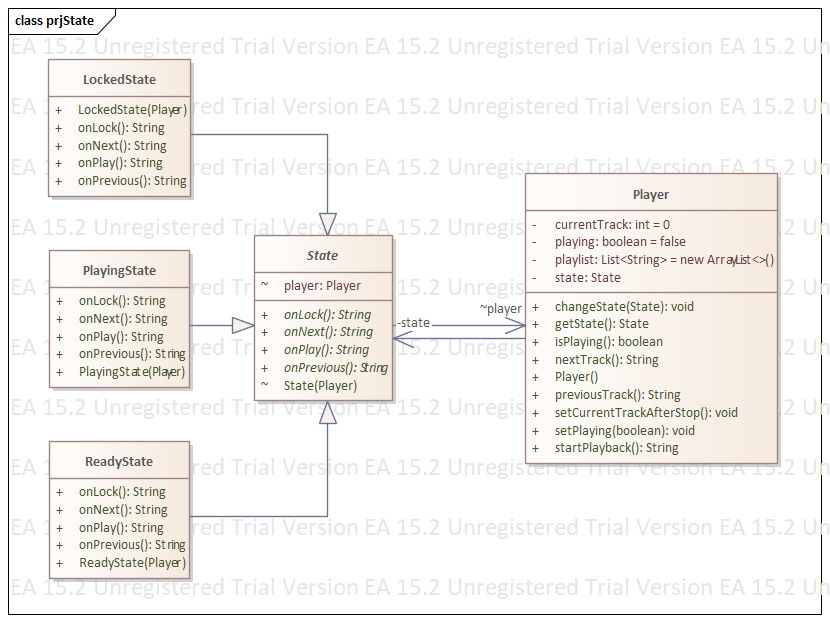 class prjState
EA 15.2 Unregistered Trial Version EA 15.2 Unregistered Trial Version EA 15.2 Un
LockedState
+ LockedState(Player)
+ onLock(): String
+ onNext(): String
+ onPlay(): String
+ onPrevious(): String
PlayingState
+ onLock(): String
+ onNext(): String
+ onPlay(): String
+ onPrevious(): String
+ PlayingState(Player)
ReadyState
+ onLock(): String
+ onNext(): String
+ onPlay(): String
+ onPrevious(): String
+ ReadyState(Player)
State
~ player: Player
+ onLock(): String
+ onNext(): String
+ onPlay(): String
+ onPrevious(): String
~ State(Player)
-state
~player
Player
- currentTrack: int = 0
- playing: boolean = false
- playlist: List<String> = new ArrayList<>()
- state: State
+ changeState(State): void
+ getState(): State
+ isPlaying(): boolean
+ nextTrack(): String
+ Player()
+ previousTrack(): String
+ setCurrentTrackAfterStop(): void
+ setPlaying(boolean): void
+ startPlayback(): String